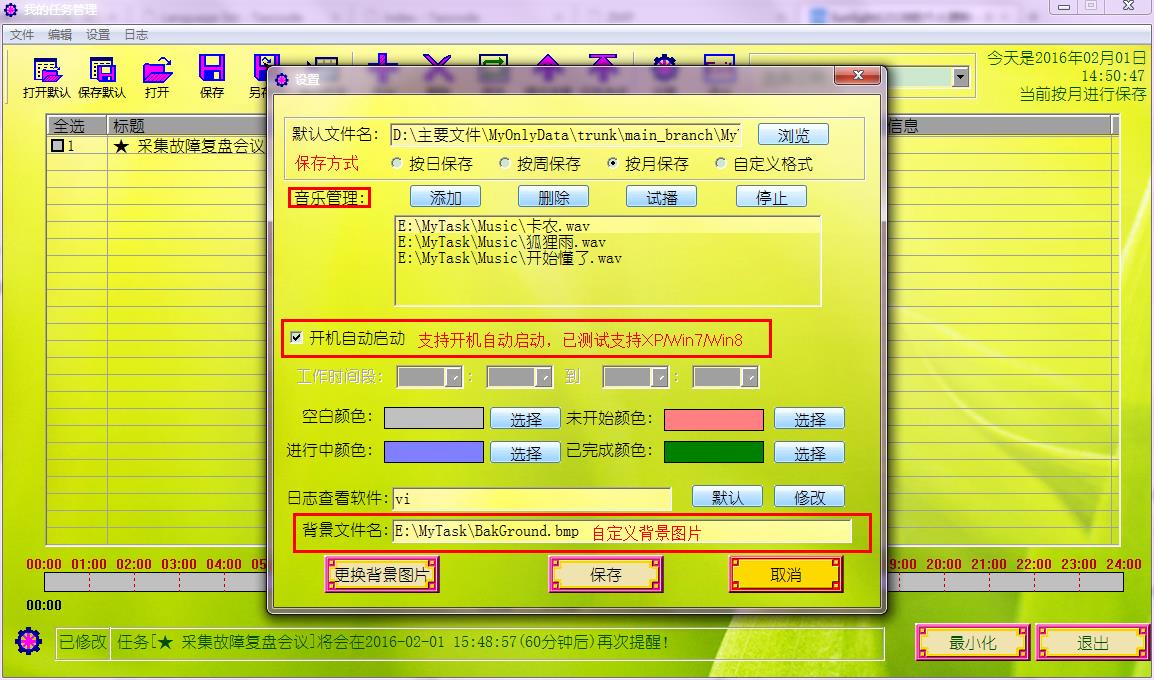 我的任务管理
文件 编辑 设置 日志
打开默认 保存默认 打开 保存
今天是2016年02月01日
14:50:47
当前按月进行保存
全选 标题 信息
1 ★ 采集故障复盘会议
设置
默认文件名: D:\主要文件\MyOnlyData\trunk\main_branch\My 浏览
保存方式 按日保存 按周保存 按月保存 自定义格式
音乐管理: 添加 删除 试播 停止
E:\MyTask\Music\卡农.wav
E:\MyTask\Music\狐狸雨.wav
E:\MyTask\Music\开始懂了.wav
开机自动启动 支持开机自动启动，已测试支持XP/Win7/Win8
工作时间段: : 到 :
空白颜色: 选择 未开始颜色: 选择
进行中颜色: 选择 已完成颜色: 选择
日志查看软件: vi 默认 修改
背景文件名: E:\MyTask\BakGround.bmp 自定义背景图片
更换背景图片 保存 取消
00:00 01:00 02:00 03:00 04:00 05 9:00 20:00 21:00 22:00 23:00 24:00
00:00
已修改 任务[★ 采集故障复盘会议]将会在2016-02-01 15:48:57(60分钟后)再次提醒!
最小化 退出